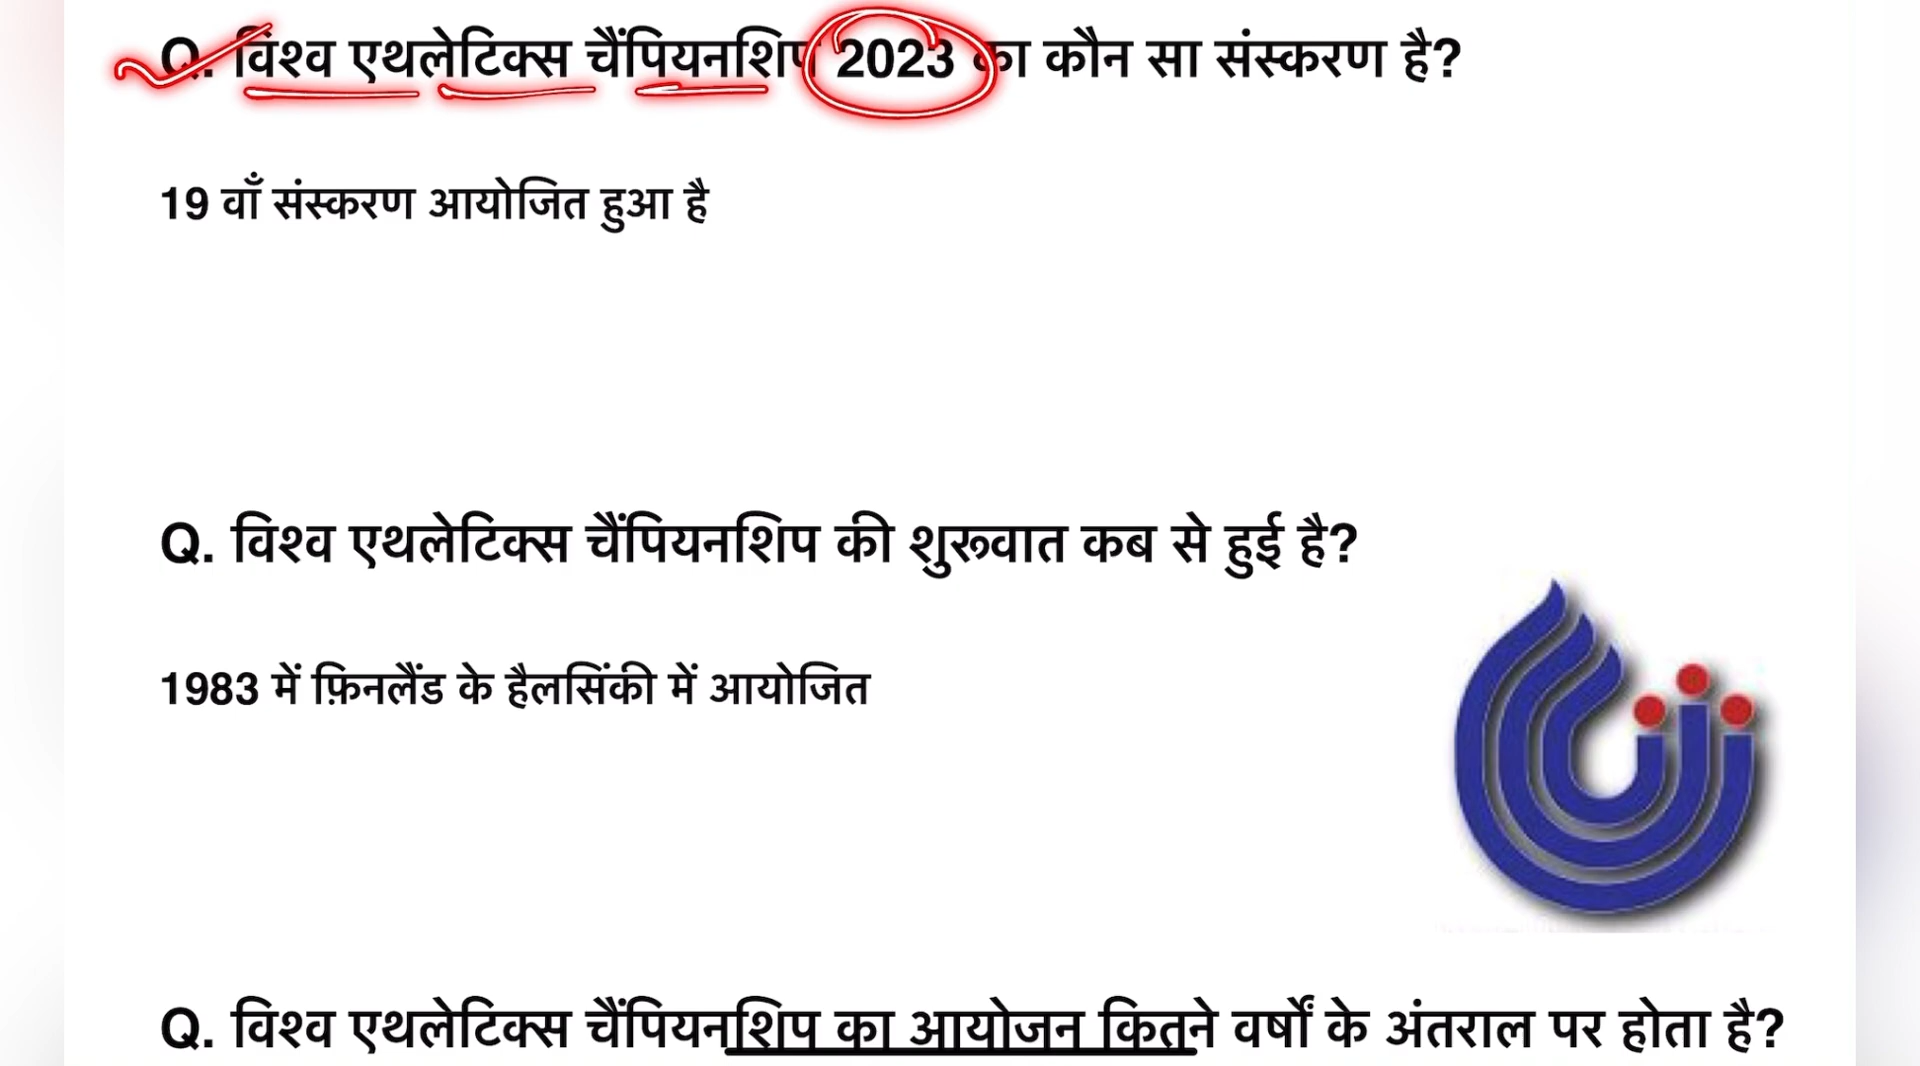 Q. विश्व एथलेटिक्स चैंपियनशिप 2023 का कौन सा संस्करण है?
19 वाँ संस्करण आयोजित हुआ है
Q. विश्व एथलेटिक्स चैंपियनशिप की शुरूवात कब से हुई है?
1983 में फ़िनलैंड के हैलसिंकी में आयोजित
Q. विश्व एथलेटिक्स चैंपियनशिप का आयोजन कितने वर्षों के अंतराल पर होता है?